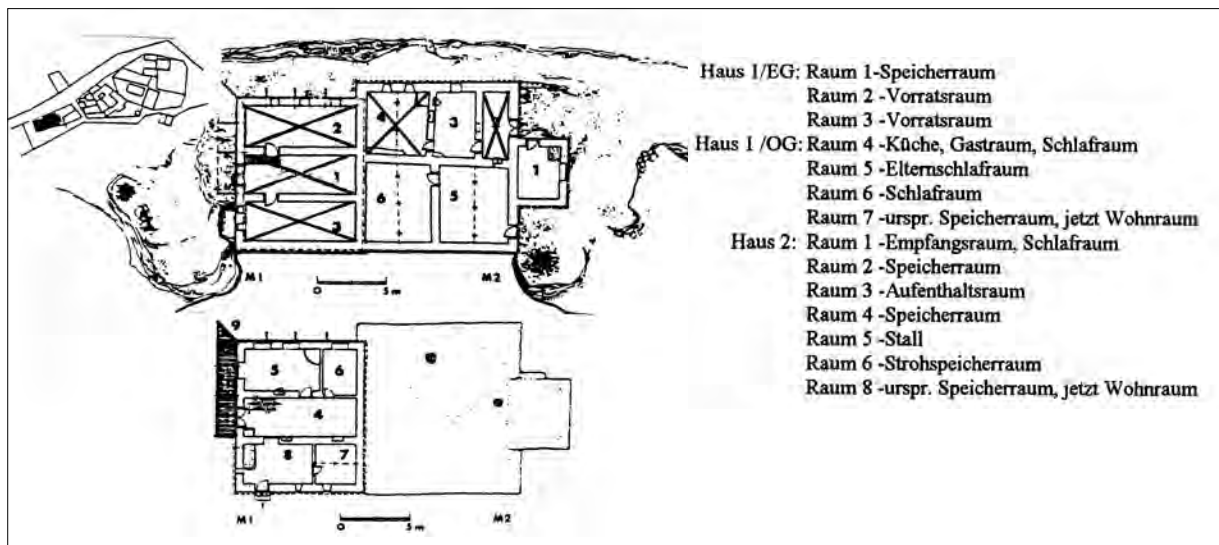 2 4 3 2
1 1
6 5
3
M1 0 5 m M2
9
5 6
4
8 7
M1 0 5 m M2
Haus 1/EG: Raum 1-Speicherraum
Raum 2 -Vorratsraum
Raum 3 -Vorratsraum
Haus 1 /OG: Raum 4 -Küche, Gastraum, Schlafraum
Raum 5 -Elternschlafraum
Raum 6 -Schlafraum
Raum 7 -urspr. Speicherraum, jetzt Wohnraum
Haus 2: Raum 1 -Empfangsraum, Schlafraum
Raum 2 -Speicherraum
Raum 3 -Aufenthaltsraum
Raum 4 -Speicherraum
Raum 5 -Stall
Raum 6 -Strohspeicherraum
Raum 8 -urspr. Speicherraum, jetzt Wohnraum